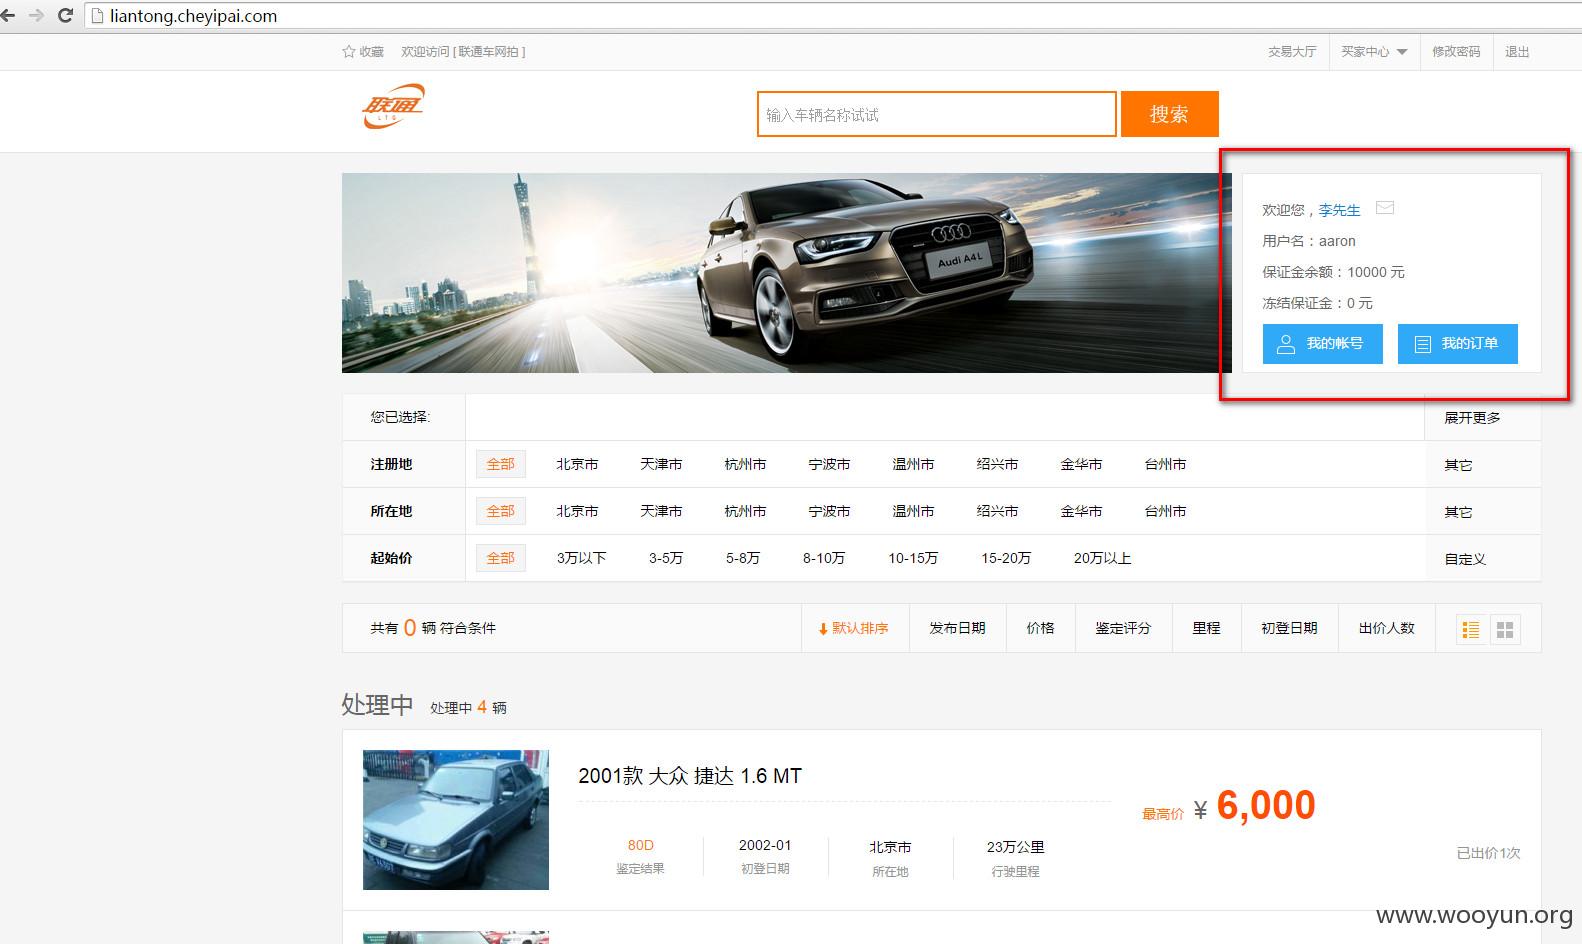 liantong.cheyipai.com
收藏 欢迎访问 [ 联通车网拍 ] 交易大厅 买家中心 修改密码 退出
联通
LTG
输入车辆名称试试 搜索
Audi A4L
欢迎您，李先生
用户名：aaron
保证金余额：10000 元
冻结保证金：0 元
我的帐号 我的订单
您已选择: 展开更多
注册地 全部 北京市 天津市 杭州市 宁波市 温州市 绍兴市 金华市 台州市 其它
所在地 全部 北京市 天津市 杭州市 宁波市 温州市 绍兴市 金华市 台州市 其它
起始价 全部 3万以下 3-5万 5-8万 8-10万 10-15万 15-20万 20万以上 自定义
共有 0 辆 符合条件 默认排序 发布日期 价格 鉴定评分 里程 初登日期 出价人数
处理中 处理中 4 辆
2001款 大众 捷达 1.6 MT
最高价 ¥ 6,000
80D 2002-01 北京市 23万公里
鉴定结果 初登日期 所在地 行驶里程
已出价1次
www.wooyun.org